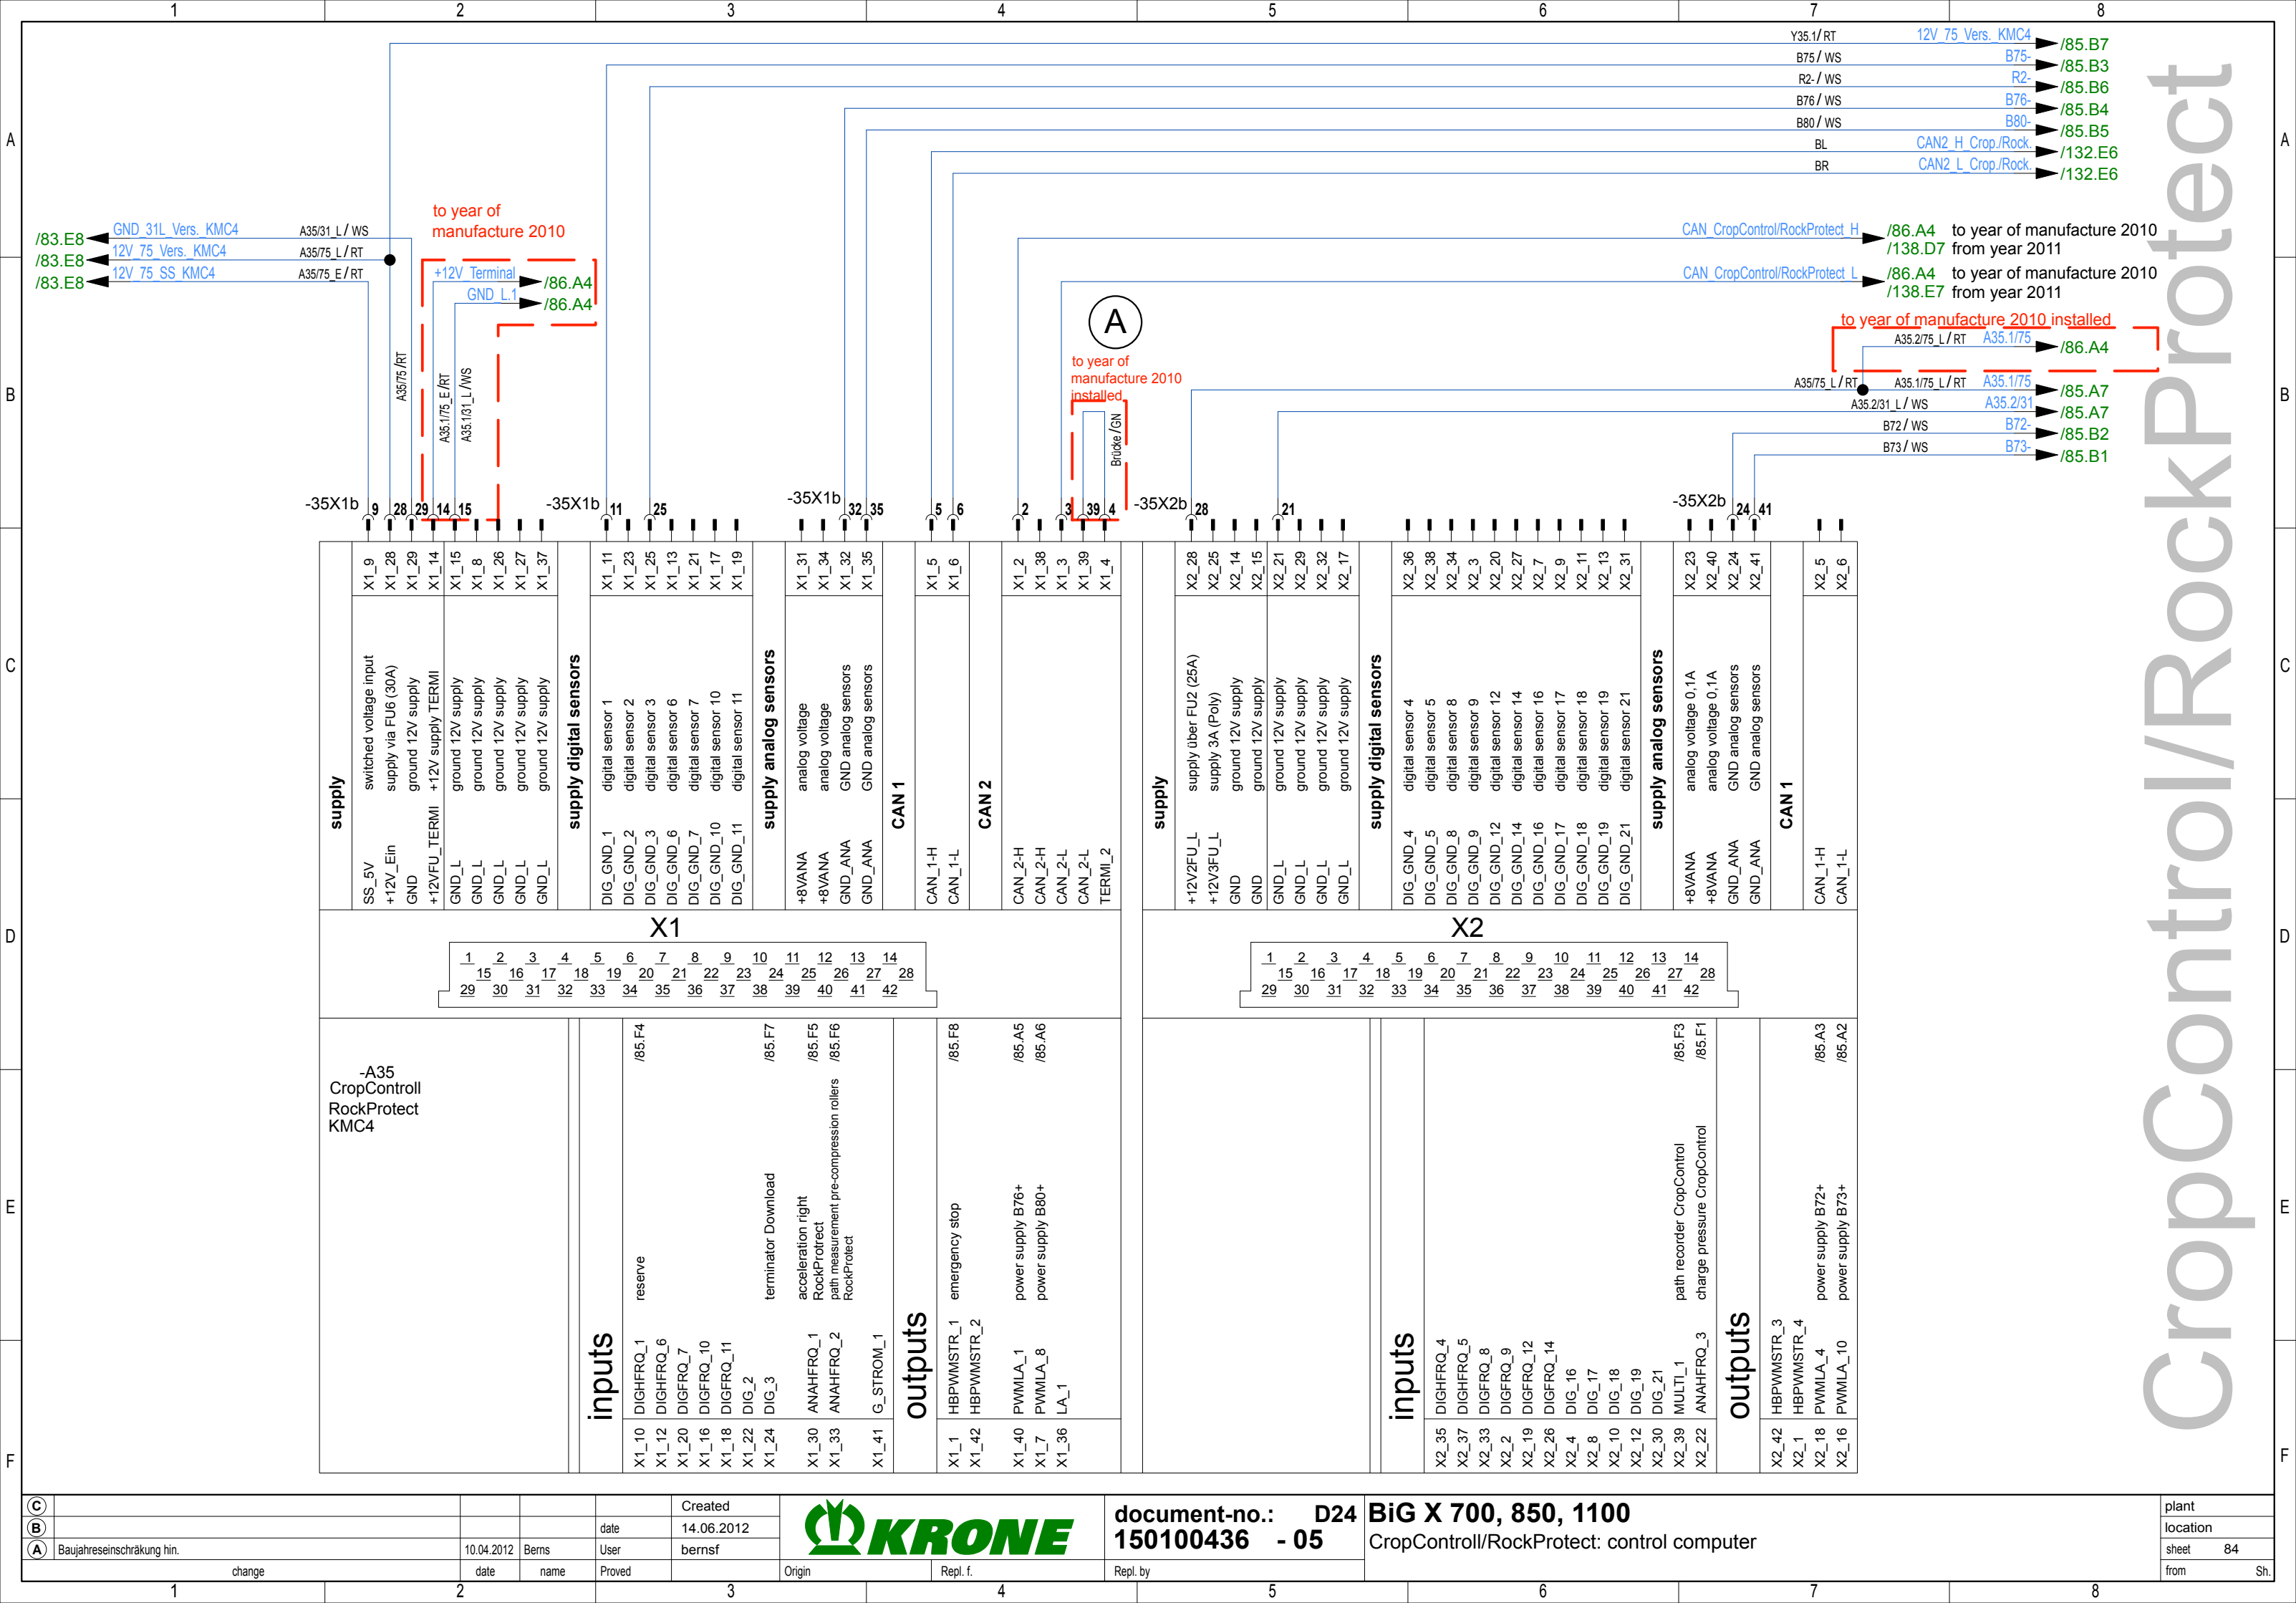 1 2 3 4 5 6 7 8
A
B
C
D
E
F
A
B
C
D
E
F
Y35.1/ RT 12V_75_Vers._KMC4 /85.B7
B75/ WS B75- /85.B3
R2-/ WS R2- /85.B6
B76/ WS B76- /85.B4
B80/ WS B80- /85.B5
BL CAN2_H_Crop./Rock. /132.E6
BR CAN2_L_Crop./Rock. /132.E6
/83.E8 GND_31L_Vers._KMC4 A35/31_L/ WS
/83.E8 12V_75_Vers._KMC4 A35/75_L/ RT
/83.E8 12V_75_SS_KMC4 A35/75_E/ RT
to year of
manufacture 2010
+12V_Terminal /86.A4
GND_L.1 /86.A4
A35/75 /RT
A35.1/75_E /RT
A35.1/31_L /WS
CAN_CropControl/RockProtect_H /86.A4 to year of manufacture 2010
/138.D7 from year 2011
CAN_CropControl/RockProtect_L /86.A4 to year of manufacture 2010
/138.E7 from year 2011
A
to year of
manufacture 2010
installed
Brücke /GN
to year of manufacture 2010 installed
A35.2/75_L/ RT A35.1/75 /86.A4
A35/75_L/ RT A35.1/75_L/ RT A35.1/75 /85.A7
A35.2/31_L/ WS A35.2/31 /85.A7
B72/ WS B72- /85.B2
B73/ WS B73- /85.B1
-35X1b 9 28 29 14 15
-35X1b 11 25
-35X1b 32 35
5 6
2 3 39 4
-35X2b 28 21
-35X2b 24 41
supply
X1_9 switched voltage input SS_5V
X1_28 supply via FU6 (30A) +12V_Ein
X1_29 ground 12V supply GND
X1_14 +12V supply TERMI +12VFU_TERMI
X1_15 ground 12V supply GND_L
X1_8 ground 12V supply GND_L
X1_26 ground 12V supply GND_L
X1_27 ground 12V supply GND_L
X1_37 ground 12V supply GND_L
supply digital sensors
X1_11 digital sensor 1 DIG_GND_1
X1_23 digital sensor 2 DIG_GND_2
X1_25 digital sensor 3 DIG_GND_3
X1_13 digital sensor 6 DIG_GND_6
X1_21 digital sensor 7 DIG_GND_7
X1_17 digital sensor 10 DIG_GND_10
X1_19 digital sensor 11 DIG_GND_11
supply analog sensors
X1_31 analog voltage +8VANA
X1_34 analog voltage +8VANA
X1_32 GND analog sensors GND_ANA
X1_35 GND analog sensors GND_ANA
CAN 1
X1_5 CAN_1-H
X1_6 CAN_1-L
CAN 2
X1_2 CAN_2-H
X1_38 CAN_2-H
X1_3 CAN_2-L
X1_39 CAN_2-L
X1_4 TERMI_2
supply
X2_28 supply über FU2 (25A) +12V2FU_L
X2_25 supply 3A (Poly) +12V3FU_L
X2_14 ground 12V supply GND
X2_15 ground 12V supply GND
X2_21 ground 12V supply GND_L
X2_29 ground 12V supply GND_L
X2_32 ground 12V supply GND_L
X2_17 ground 12V supply GND_L
supply digital sensors
X2_36 digital sensor 4 DIG_GND_4
X2_38 digital sensor 5 DIG_GND_5
X2_34 digital sensor 8 DIG_GND_8
X2_3 digital sensor 9 DIG_GND_9
X2_20 digital sensor 12 DIG_GND_12
X2_27 digital sensor 14 DIG_GND_14
X2_7 digital sensor 16 DIG_GND_16
X2_9 digital sensor 17 DIG_GND_17
X2_11 digital sensor 18 DIG_GND_18
X2_13 digital sensor 19 DIG_GND_19
X2_31 digital sensor 21 DIG_GND_21
supply analog sensors
X2_23 analog voltage 0,1A +8VANA
X2_40 analog voltage 0,1A +8VANA
X2_24 GND analog sensors GND_ANA
X2_41 GND analog sensors GND_ANA
CAN 1
X2_5 CAN_1-H
X2_6 CAN_1-L
X1
1 2 3 4 5 6 7 8 9 10 11 12 13 14
15 16 17 18 19 20 21 22 23 24 25 26 27 28
29 30 31 32 33 34 35 36 37 38 39 40 41 42
X2
1 2 3 4 5 6 7 8 9 10 11 12 13 14
15 16 17 18 19 20 21 22 23 24 25 26 27 28
29 30 31 32 33 34 35 36 37 38 39 40 41 42
-A35
CropControll
RockProtect
KMC4
inputs
/85.F4 reserve DIGHFRQ_1 X1_10
DIGHFRQ_6 X1_12
DIGFRQ_7 X1_20
DIGFRQ_10 X1_16
DIGFRQ_11 X1_18
DIG_2 X1_22
/85.F7 terminator Download DIG_3 X1_24
/85.F5 acceleration right
RockProtrect ANAHFRQ_1 X1_30
/85.F6 path measurement pre-compression rollers
RockProtect ANAHFRQ_2 X1_33
G_STROM_1 X1_41
outputs
/85.F8 emergency stop HBPWMSTR_1 X1_1
HBPWMSTR_2 X1_42
/85.A5 power supply B76+ PWMLA_1 X1_40
/85.A6 power supply B80+ PWMLA_8 X1_7
LA_1 X1_36
inputs
DIGHFRQ_4 X2_35
DIGHFRQ_5 X2_37
DIGFRQ_8 X2_33
DIGFRQ_9 X2_2
DIGFRQ_12 X2_19
DIGFRQ_14 X2_26
DIG_16 X2_4
DIG_17 X2_8
DIG_18 X2_10
DIG_19 X2_12
DIG_21 X2_30
/85.F3 path recorder CropControl MULTI_1 X2_39
/85.F1 charge pressure CropControl ANAHFRQ_3 X2_22
outputs
HBPWMSTR_3 X2_42
HBPWMSTR_4 X2_1
/85.A3 power supply B72+ PWMLA_4 X2_18
/85.A2 power supply B73+ PWMLA_10 X2_16
CropControl/RockProtect
C
B
A Baujahreseinschräkung hin. 10.04.2012 Berns
change date name
Created
date 14.06.2012
User bernsf
Proved
KRONE
Origin Repl. f. Repl. by
document-no.: D24
150100436 - 05
BiG X 700, 850, 1100
CropControll/RockProtect: control computer
plant
location
sheet 84
from Sh.
1 2 3 4 5 6 7 8